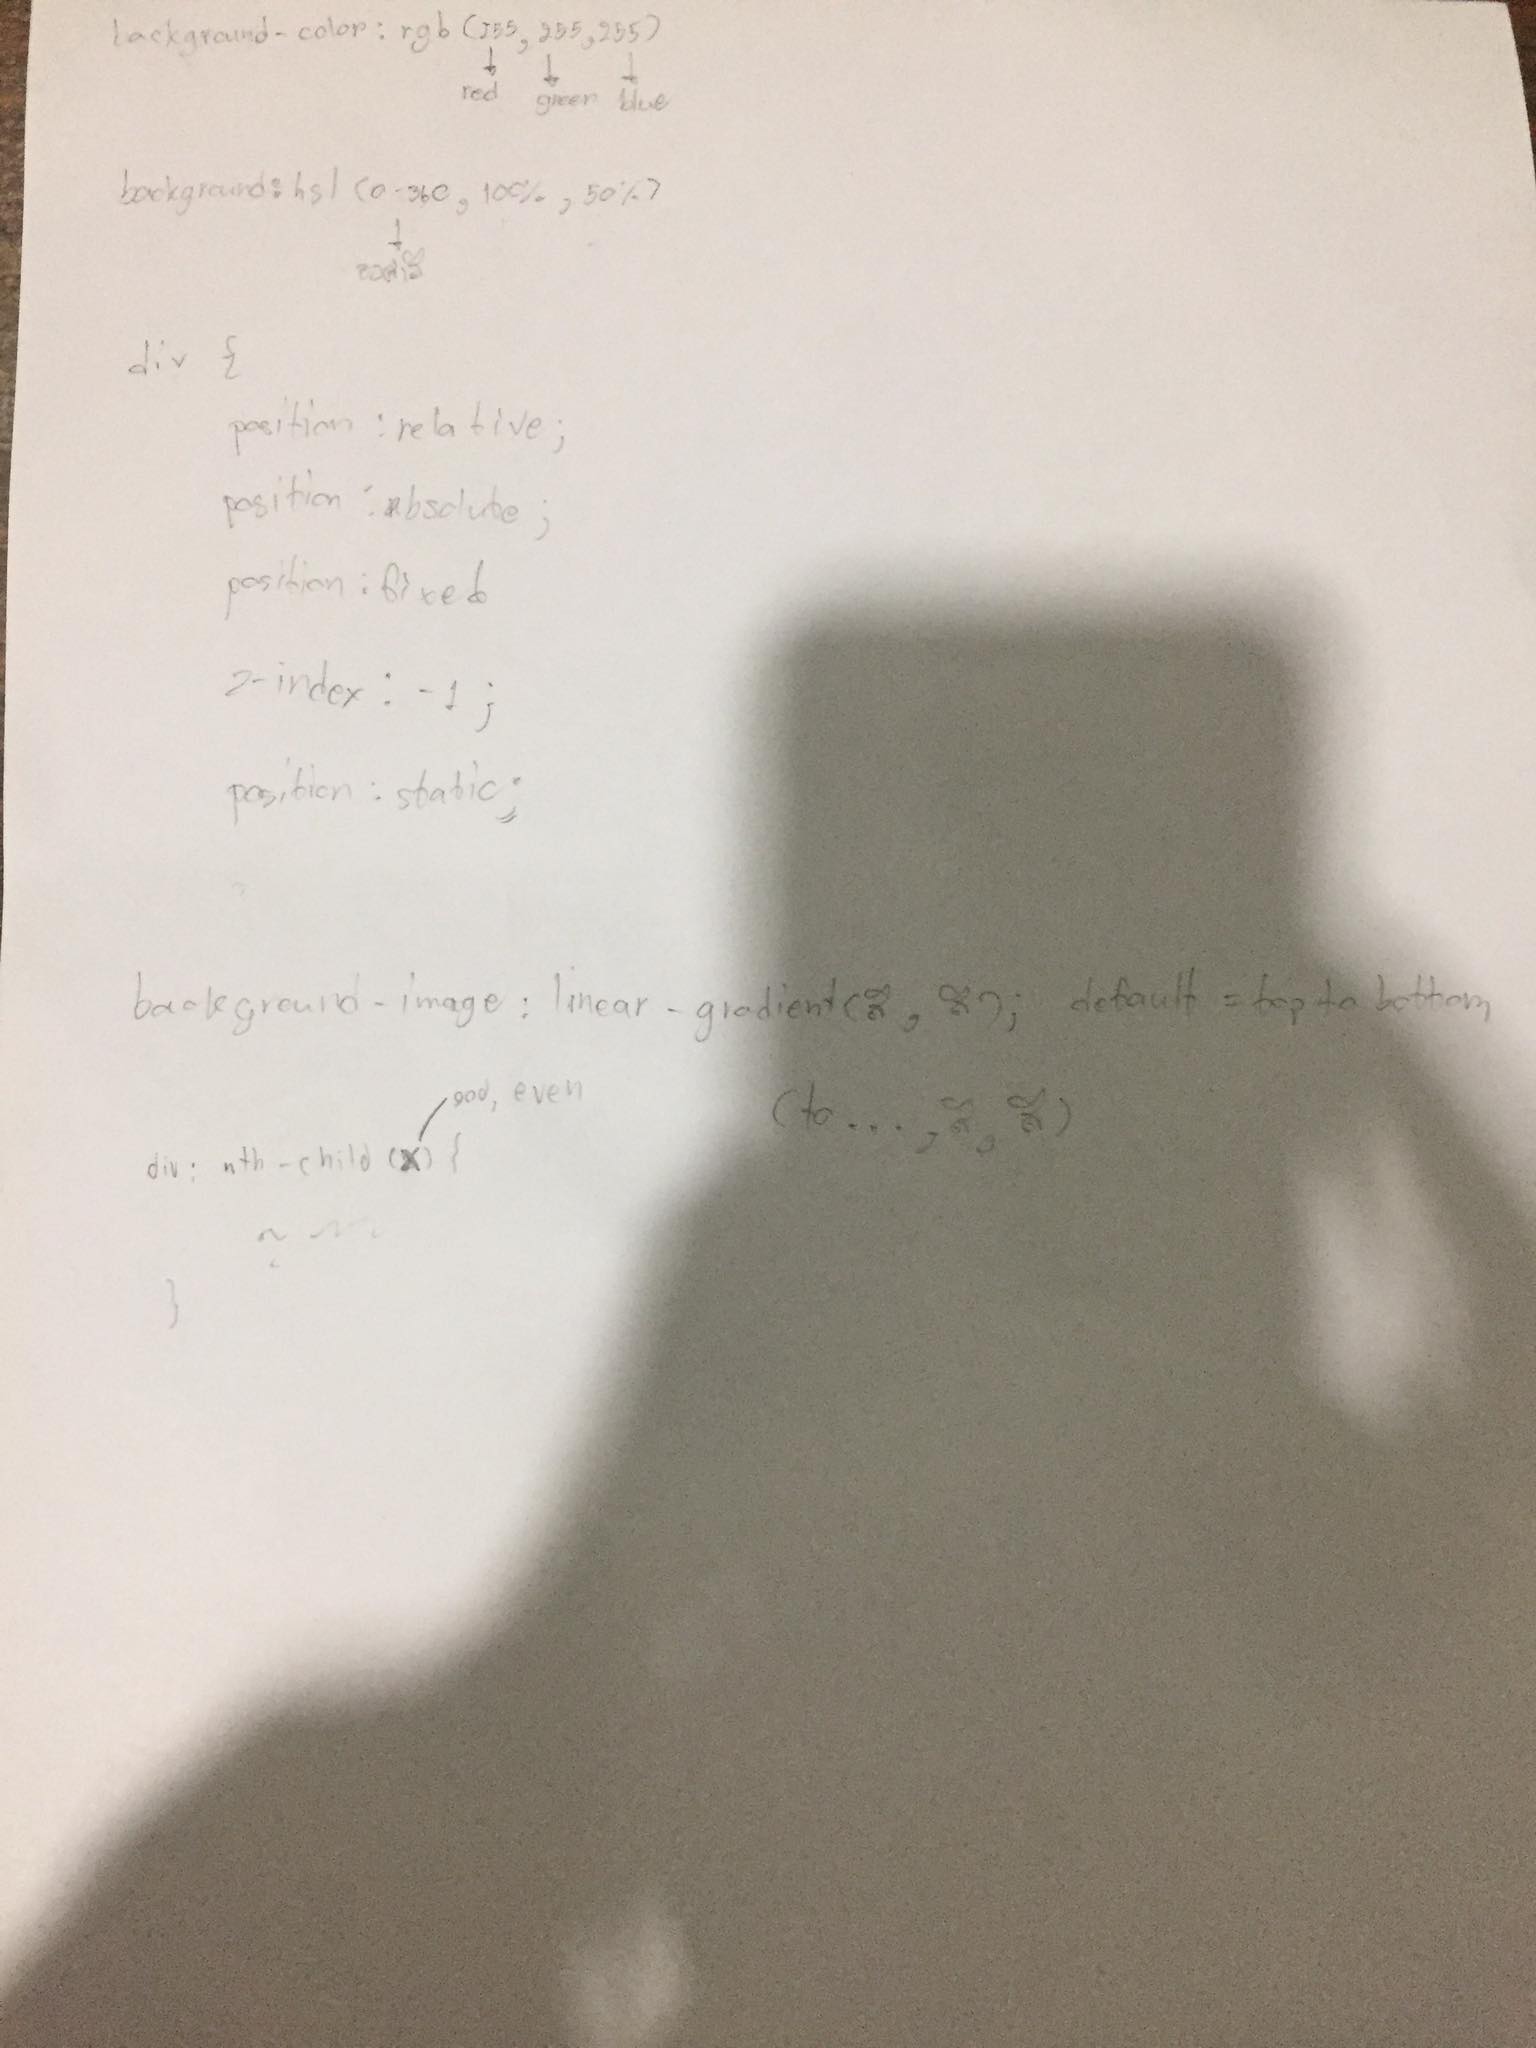 background-color: rgb (255, 255, 255)
red green blue
background: hsl (0-360, 100%, 50%)
องศาสี
div {
position : relative;
position : absolute;
position : fixed
z-index : -1 ;
position : static;
background-image : linear-gradient(สี, สี); default = top to bottom
(to ..., สี, สี)
odd, even
div: nth-child (X) {
}